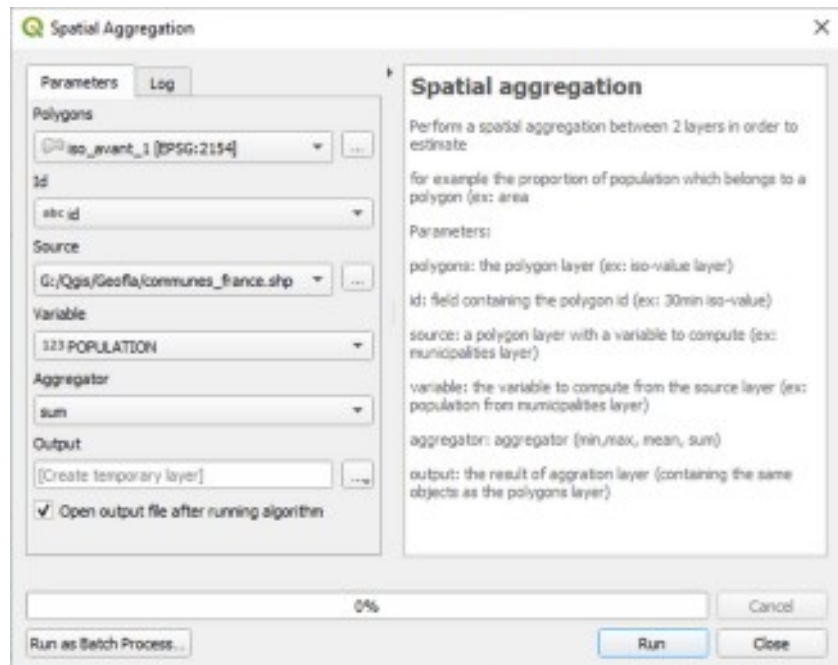 Spatial Aggregation
Parameters
Log
Polygons
iso_avant_1 [EPSG:2154]
...
Id
abc id
Source
G:/Qgis/Geofla/communes_france.shp
...
Variable
123 POPULATION
Aggregator
sum
Output
[Create temporary layer]
...
Open output file after running algorithm
Spatial aggregation
Perform a spatial aggregation between 2 layers in order to
estimate
for example the proportion of population which belongs to a
polygon (ex: area
Parameters:
polygons: the polygon layer (ex: iso-value layer)
id: field containing the polygon id (ex: 30min iso-value)
source: a polygon layer with a variable to compute (ex:
municipalities layer)
variable: the variable to compute from the source layer (ex:
population from municipalities layer)
aggregator: aggregator (min,max, mean, sum)
output: the result of aggration layer (containing the same
objects as the polygons layer)
0%
Cancel
Run as Batch Process...
Run
Close